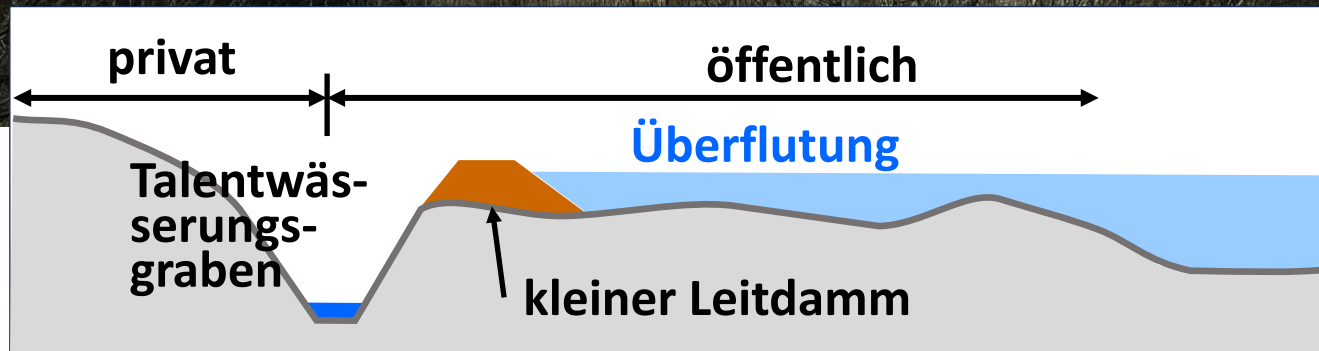 privat
öffentlich
Überflutung
Talentwäs-
serungs-
graben
kleiner Leitdamm